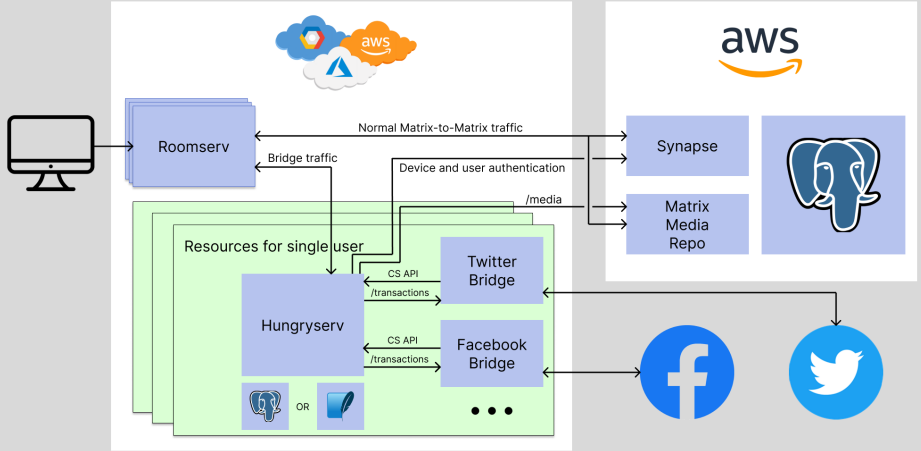 aws
aws
Roomserv
Normal Matrix-to-Matrix traffic
Bridge traffic
Device and user authentication
/media
Synapse
Matrix
Media
Repo
Resources for single user
Hungryserv
CS API
/transactions
Twitter
Bridge
CS API
/transactions
Facebook
Bridge
OR